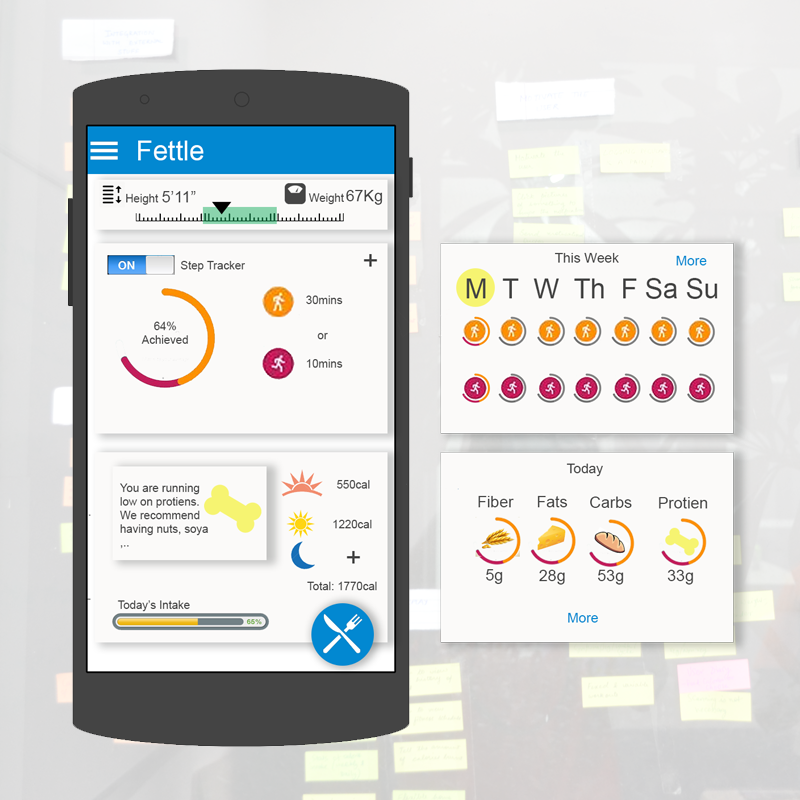 Fettle
Height 5'11”
Weight 67Kg
ON
Step Tracker
+
64%
Achieved
30mins
or
10mins
You are running
low on protiens.
We recommend
having nuts, soya
,..
550cal
1220cal
+
Total: 1770cal
Today's Intake
65%
This Week
More
M T W Th F Sa Su
Today
Fiber Fats Carbs Protien
5g 28g 53g 33g
More